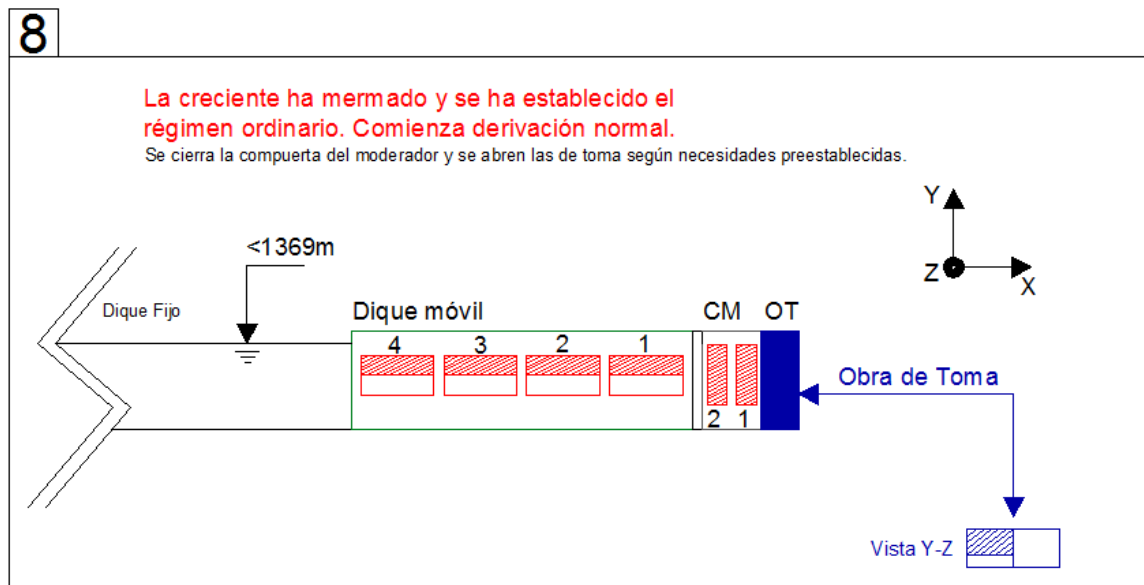 8
La creciente ha mermado y se ha establecido el
régimen ordinario. Comienza derivación normal.
Se cierra la compuerta del moderador y se abren las de toma según necesidades preestablecidas.
Y
<1369m
Z
X
Dique Fijo
Dique móvil
CM
OT
4
3
2
1
Obra de Toma
2
1
Vista Y-Z